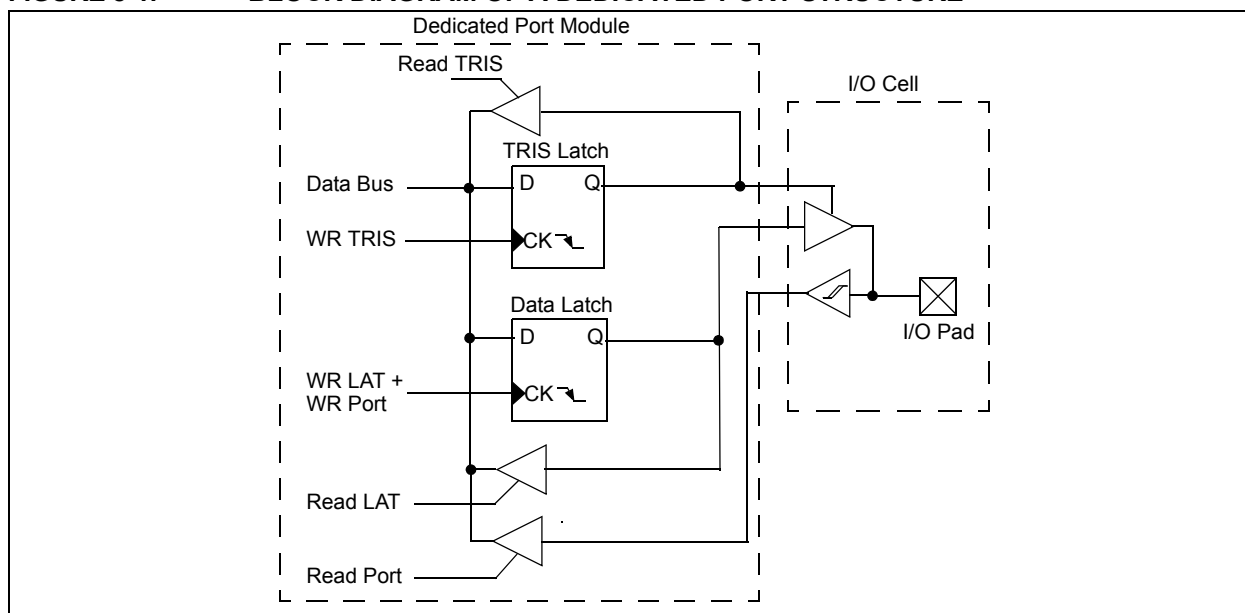 Dedicated Port Module
Read TRIS
I/O Cell
TRIS Latch
Data Bus
D
Q
WR TRIS
CK
Data Latch
I/O Pad
D
Q
WR LAT +
WR Port
CK
Read LAT
Read Port